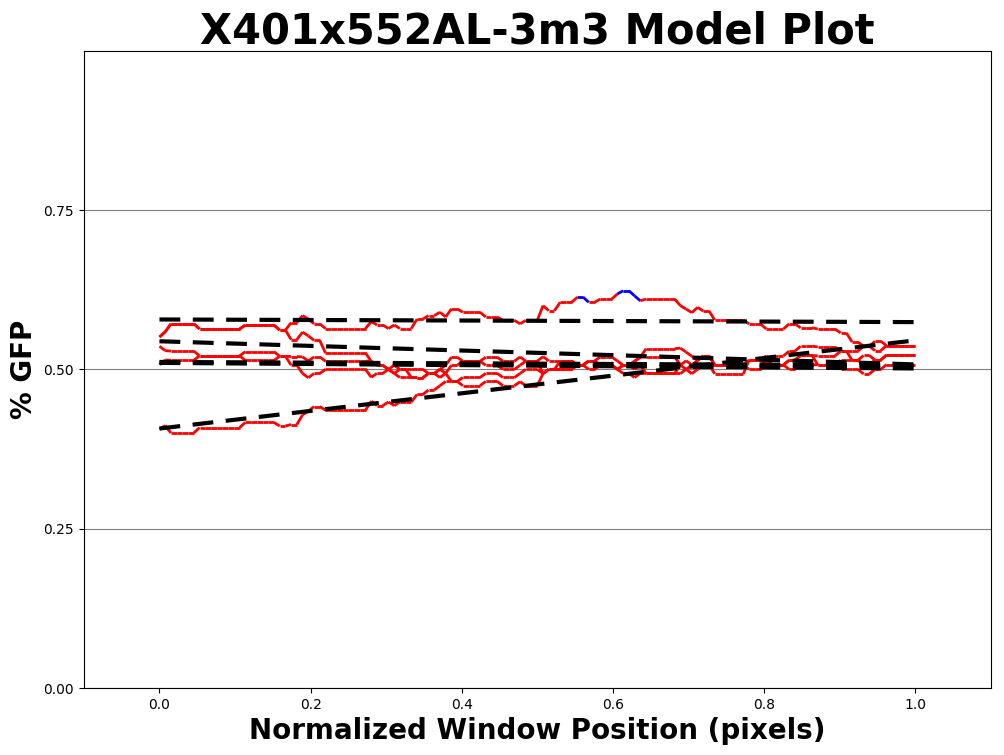 X401x552AL-3m3 Model Plot
% GFP
0.75
0.50
0.25
0.00
0.0 0.2 0.4 0.6 0.8 1.0
Normalized Window Position (pixels)